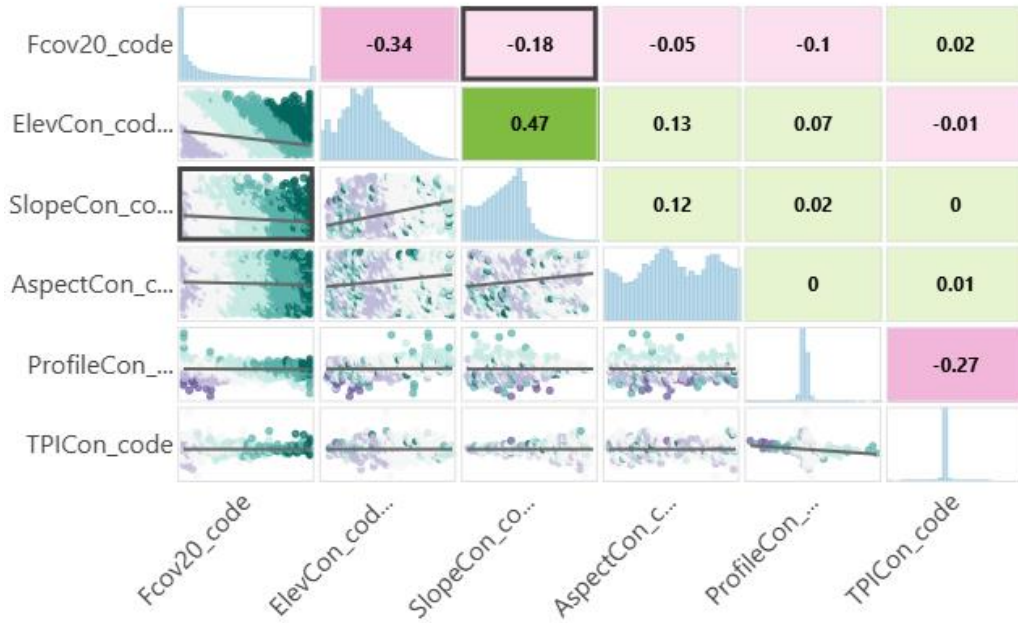 Fcov20_code -0.34 -0.18 -0.05 -0.1 0.02
ElevCon_cod... 0.47 0.13 0.07 -0.01
SlopeCon_co... 0.12 0.02 0
AspectCon_c... 0 0.01
ProfileCon_... -0.27
TPICon_code
Fcov20_code
ElevCon_cod...
SlopeCon_co...
AspectCon_c...
ProfileCon_...
TPICon_code